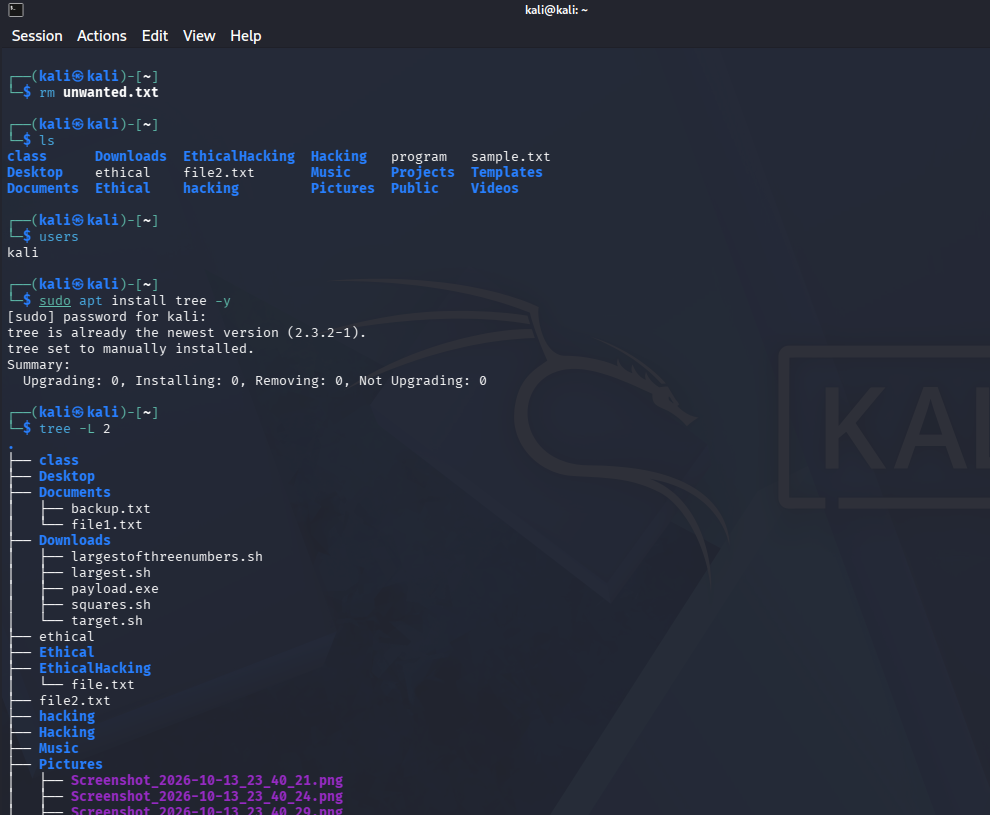 kali@kali: ~
Session Actions Edit View Help
┌──(kali㉿kali)-[~]
└─$ rm unwanted.txt
┌──(kali㉿kali)-[~]
└─$ ls
class Downloads EthicalHacking Hacking program sample.txt
Desktop ethical file2.txt Music Projects Templates
Documents Ethical hacking Pictures Public Videos
┌──(kali㉿kali)-[~]
└─$ users
kali
┌──(kali㉿kali)-[~]
└─$ sudo apt install tree -y
[sudo] password for kali:
tree is already the newest version (2.3.2-1).
tree set to manually installed.
Summary:
  Upgrading: 0, Installing: 0, Removing: 0, Not Upgrading: 0
┌──(kali㉿kali)-[~]
└─$ tree -L 2
.
├── class
├── Desktop
├── Documents
│   ├── backup.txt
│   └── file1.txt
├── Downloads
│   ├── largestofthreenumbers.sh
│   ├── largest.sh
│   ├── payload.exe
│   ├── squares.sh
│   └── target.sh
├── ethical
├── Ethical
├── EthicalHacking
│   └── file.txt
├── file2.txt
├── hacking
├── Hacking
├── Music
├── Pictures
│   ├── Screenshot_2026-10-13_23_40_21.png
│   ├── Screenshot_2026-10-13_23_40_24.png
│   ├── Screenshot_2026-10-13_23_40_29.png
KA